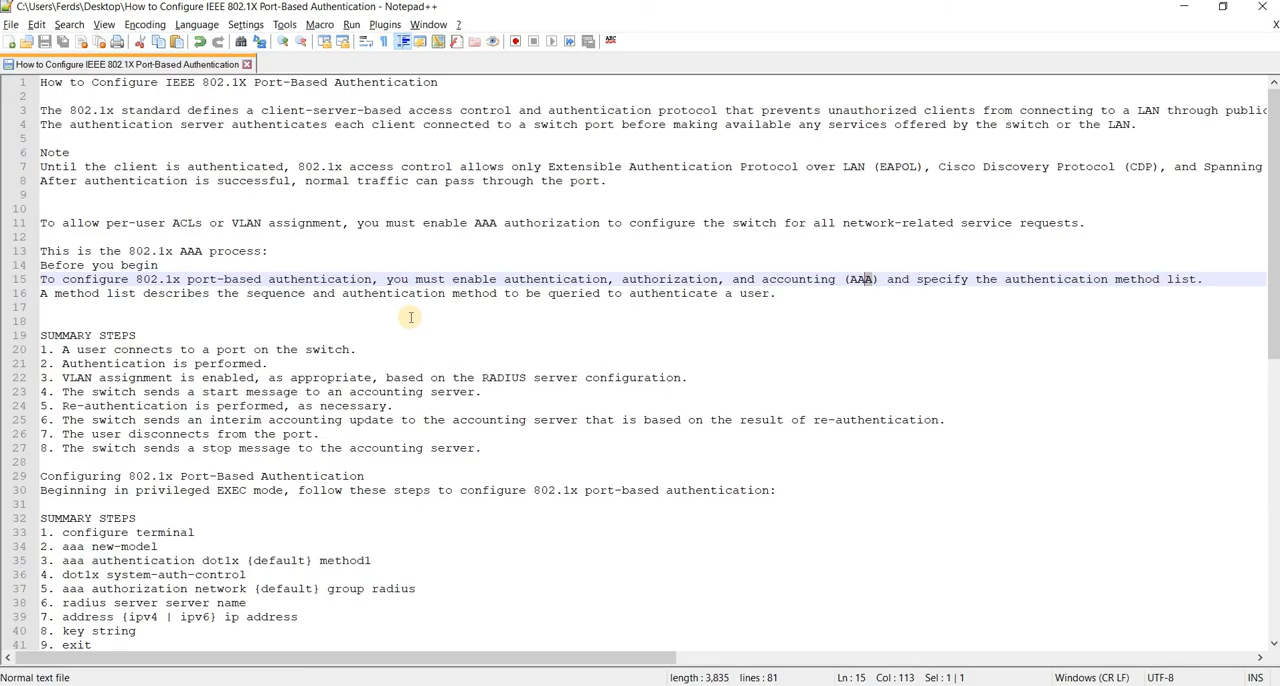 C:\Users\Ferds\Desktop\How to Configure IEEE 802.1X Port-Based Authentication - Notepad++
File Edit Search View Encoding Language Settings Tools Macro Run Plugins Window ? X
How to Configure IEEE 802.1X Port-Based Authentication
1 How to Configure IEEE 802.1X Port-Based Authentication
2
3 The 802.1x standard defines a client-server-based access control and authentication protocol that prevents unauthorized clients from connecting to a LAN through public
4 The authentication server authenticates each client connected to a switch port before making available any services offered by the switch or the LAN.
5
6 Note
7 Until the client is authenticated, 802.1x access control allows only Extensible Authentication Protocol over LAN (EAPOL), Cisco Discovery Protocol (CDP), and Spanning
8 After authentication is successful, normal traffic can pass through the port.
9
10
11 To allow per-user ACLs or VLAN assignment, you must enable AAA authorization to configure the switch for all network-related service requests.
12
13 This is the 802.1x AAA process:
14 Before you begin
15 To configure 802.1x port-based authentication, you must enable authentication, authorization, and accounting (AAA) and specify the authentication method list.
16 A method list describes the sequence and authentication method to be queried to authenticate a user.
17
18
19 SUMMARY STEPS
20 1. A user connects to a port on the switch.
21 2. Authentication is performed.
22 3. VLAN assignment is enabled, as appropriate, based on the RADIUS server configuration.
23 4. The switch sends a start message to an accounting server.
24 5. Re-authentication is performed, as necessary.
25 6. The switch sends an interim accounting update to the accounting server that is based on the result of re-authentication.
26 7. The user disconnects from the port.
27 8. The switch sends a stop message to the accounting server.
28
29 Configuring 802.1x Port-Based Authentication
30 Beginning in privileged EXEC mode, follow these steps to configure 802.1x port-based authentication:
31
32 SUMMARY STEPS
33 1. configure terminal
34 2. aaa new-model
35 3. aaa authentication dot1x {default} method1
36 4. dot1x system-auth-control
37 5. aaa authorization network {default} group radius
38 6. radius server server name
39 7. address {ipv4 | ipv6} ip address
40 8. key string
41 9. exit
Normal text file length : 3,835 lines : 81 Ln : 15 Col : 113 Sel : 1 | 1 Windows (CR LF) UTF-8 INS